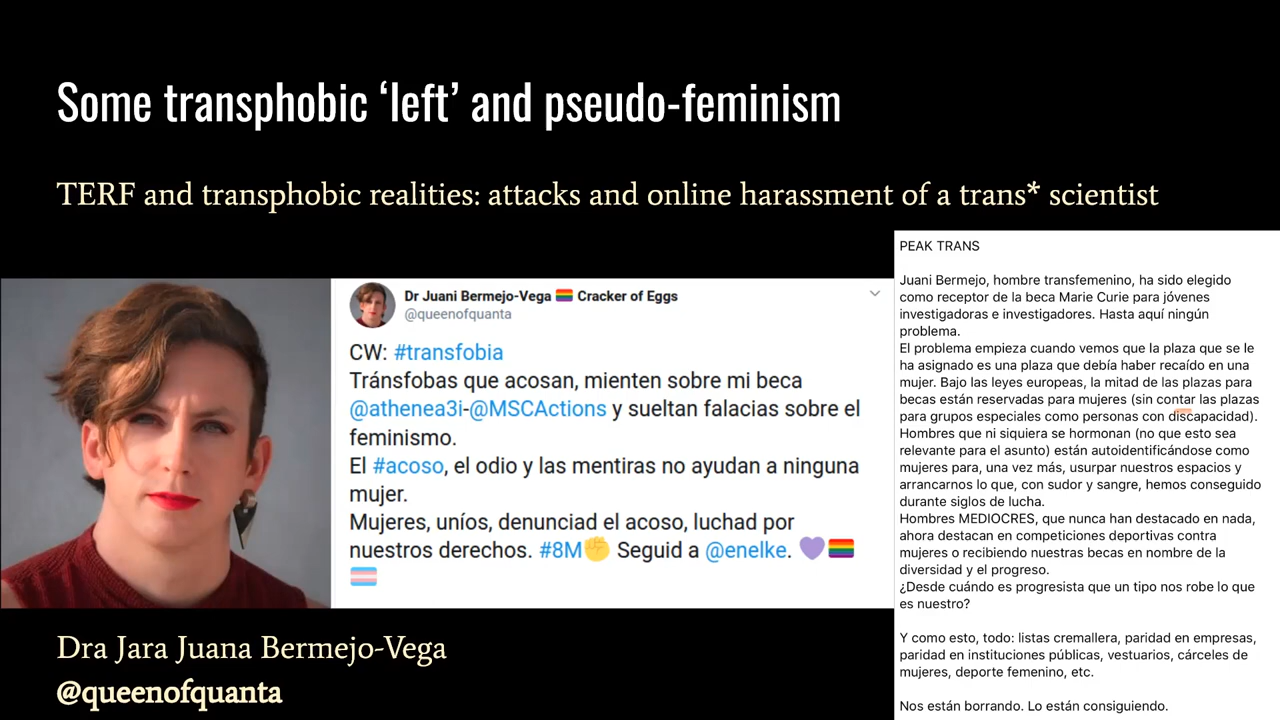 Some transphobic ‘left’ and pseudo-feminism
TERF and transphobic realities: attacks and online harassment of a trans* scientist
Dr Juani Bermejo-Vega 🏳️‍🌈 Cracker of Eggs
@queenofquanta
CW: #transfobia
Tránsfobas que acosan, mienten sobre mi beca
@athenea3i-@MSCActions y sueltan falacias sobre el
feminismo.
El #acoso, el odio y las mentiras no ayudan a ninguna
mujer.
Mujeres, uníos, denunciad el acoso, luchad por
nuestros derechos. #8M✊ Seguid a @enelke. 💜🏳️‍🌈
🏳️‍⚧️
PEAK TRANS
Juani Bermejo, hombre transfemenino, ha sido elegido
como receptor de la beca Marie Curie para jóvenes
investigadoras e investigadores. Hasta aquí ningún
problema.
El problema empieza cuando vemos que la plaza que se le
ha asignado es una plaza que debía haber recaído en una
mujer. Bajo las leyes europeas, la mitad de las plazas para
becas están reservadas para mujeres (sin contar las plazas
para grupos especiales como personas con discapacidad).
Hombres que ni siquiera se hormonan (no que esto sea
relevante para el asunto) están autoidentificándose como
mujeres para, una vez más, usurpar nuestros espacios y
arrancarnos lo que, con sudor y sangre, hemos conseguido
durante siglos de lucha.
Hombres MEDIOCRES, que nunca han destacado en nada,
ahora destacan en competiciones deportivas contra
mujeres o recibiendo nuestras becas en nombre de la
diversidad y el progreso.
¿Desde cuándo es progresista que un tipo nos robe lo que
es nuestro?
Y como esto, todo: listas cremallera, paridad en empresas,
paridad en instituciones públicas, vestuarios, cárceles de
mujeres, deporte femenino, etc.
Nos están borrando. Lo están consiguiendo.
Dra Jara Juana Bermejo-Vega
@queenofquanta